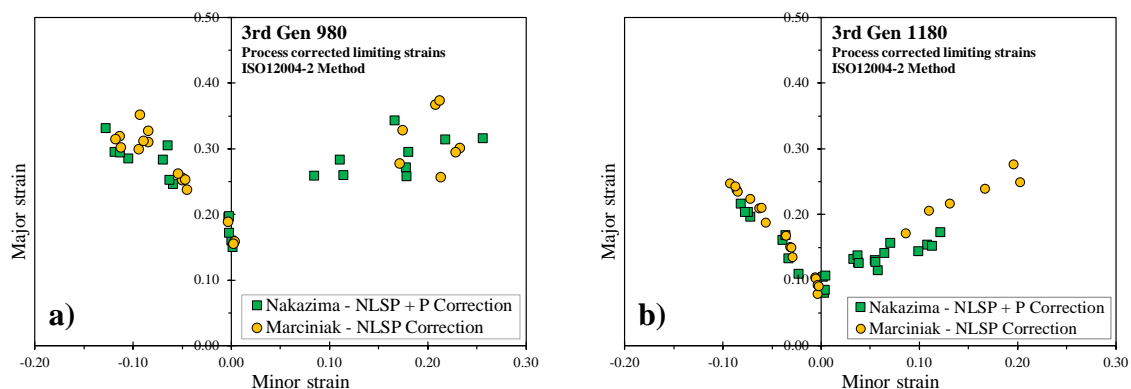 a)
0.50
3rd Gen 980
Process corrected limiting strains
ISO12004-2 Method
0.40
0.30
0.20
0.10
0.00
Major strain
Nakazima - NLSP + P Correction
Marciniak - NLSP Correction
-0.20
-0.10
0.00
0.10
0.20
0.30
Minor strain
b)
0.50
3rd Gen 1180
Process corrected limiting strains
ISO12004-2 Method
0.40
0.30
0.20
0.10
0.00
Major strain
Nakazima - NLSP + P Correction
Marciniak - NLSP Correction
-0.20
-0.10
0.00
0.10
0.20
0.30
Minor strain